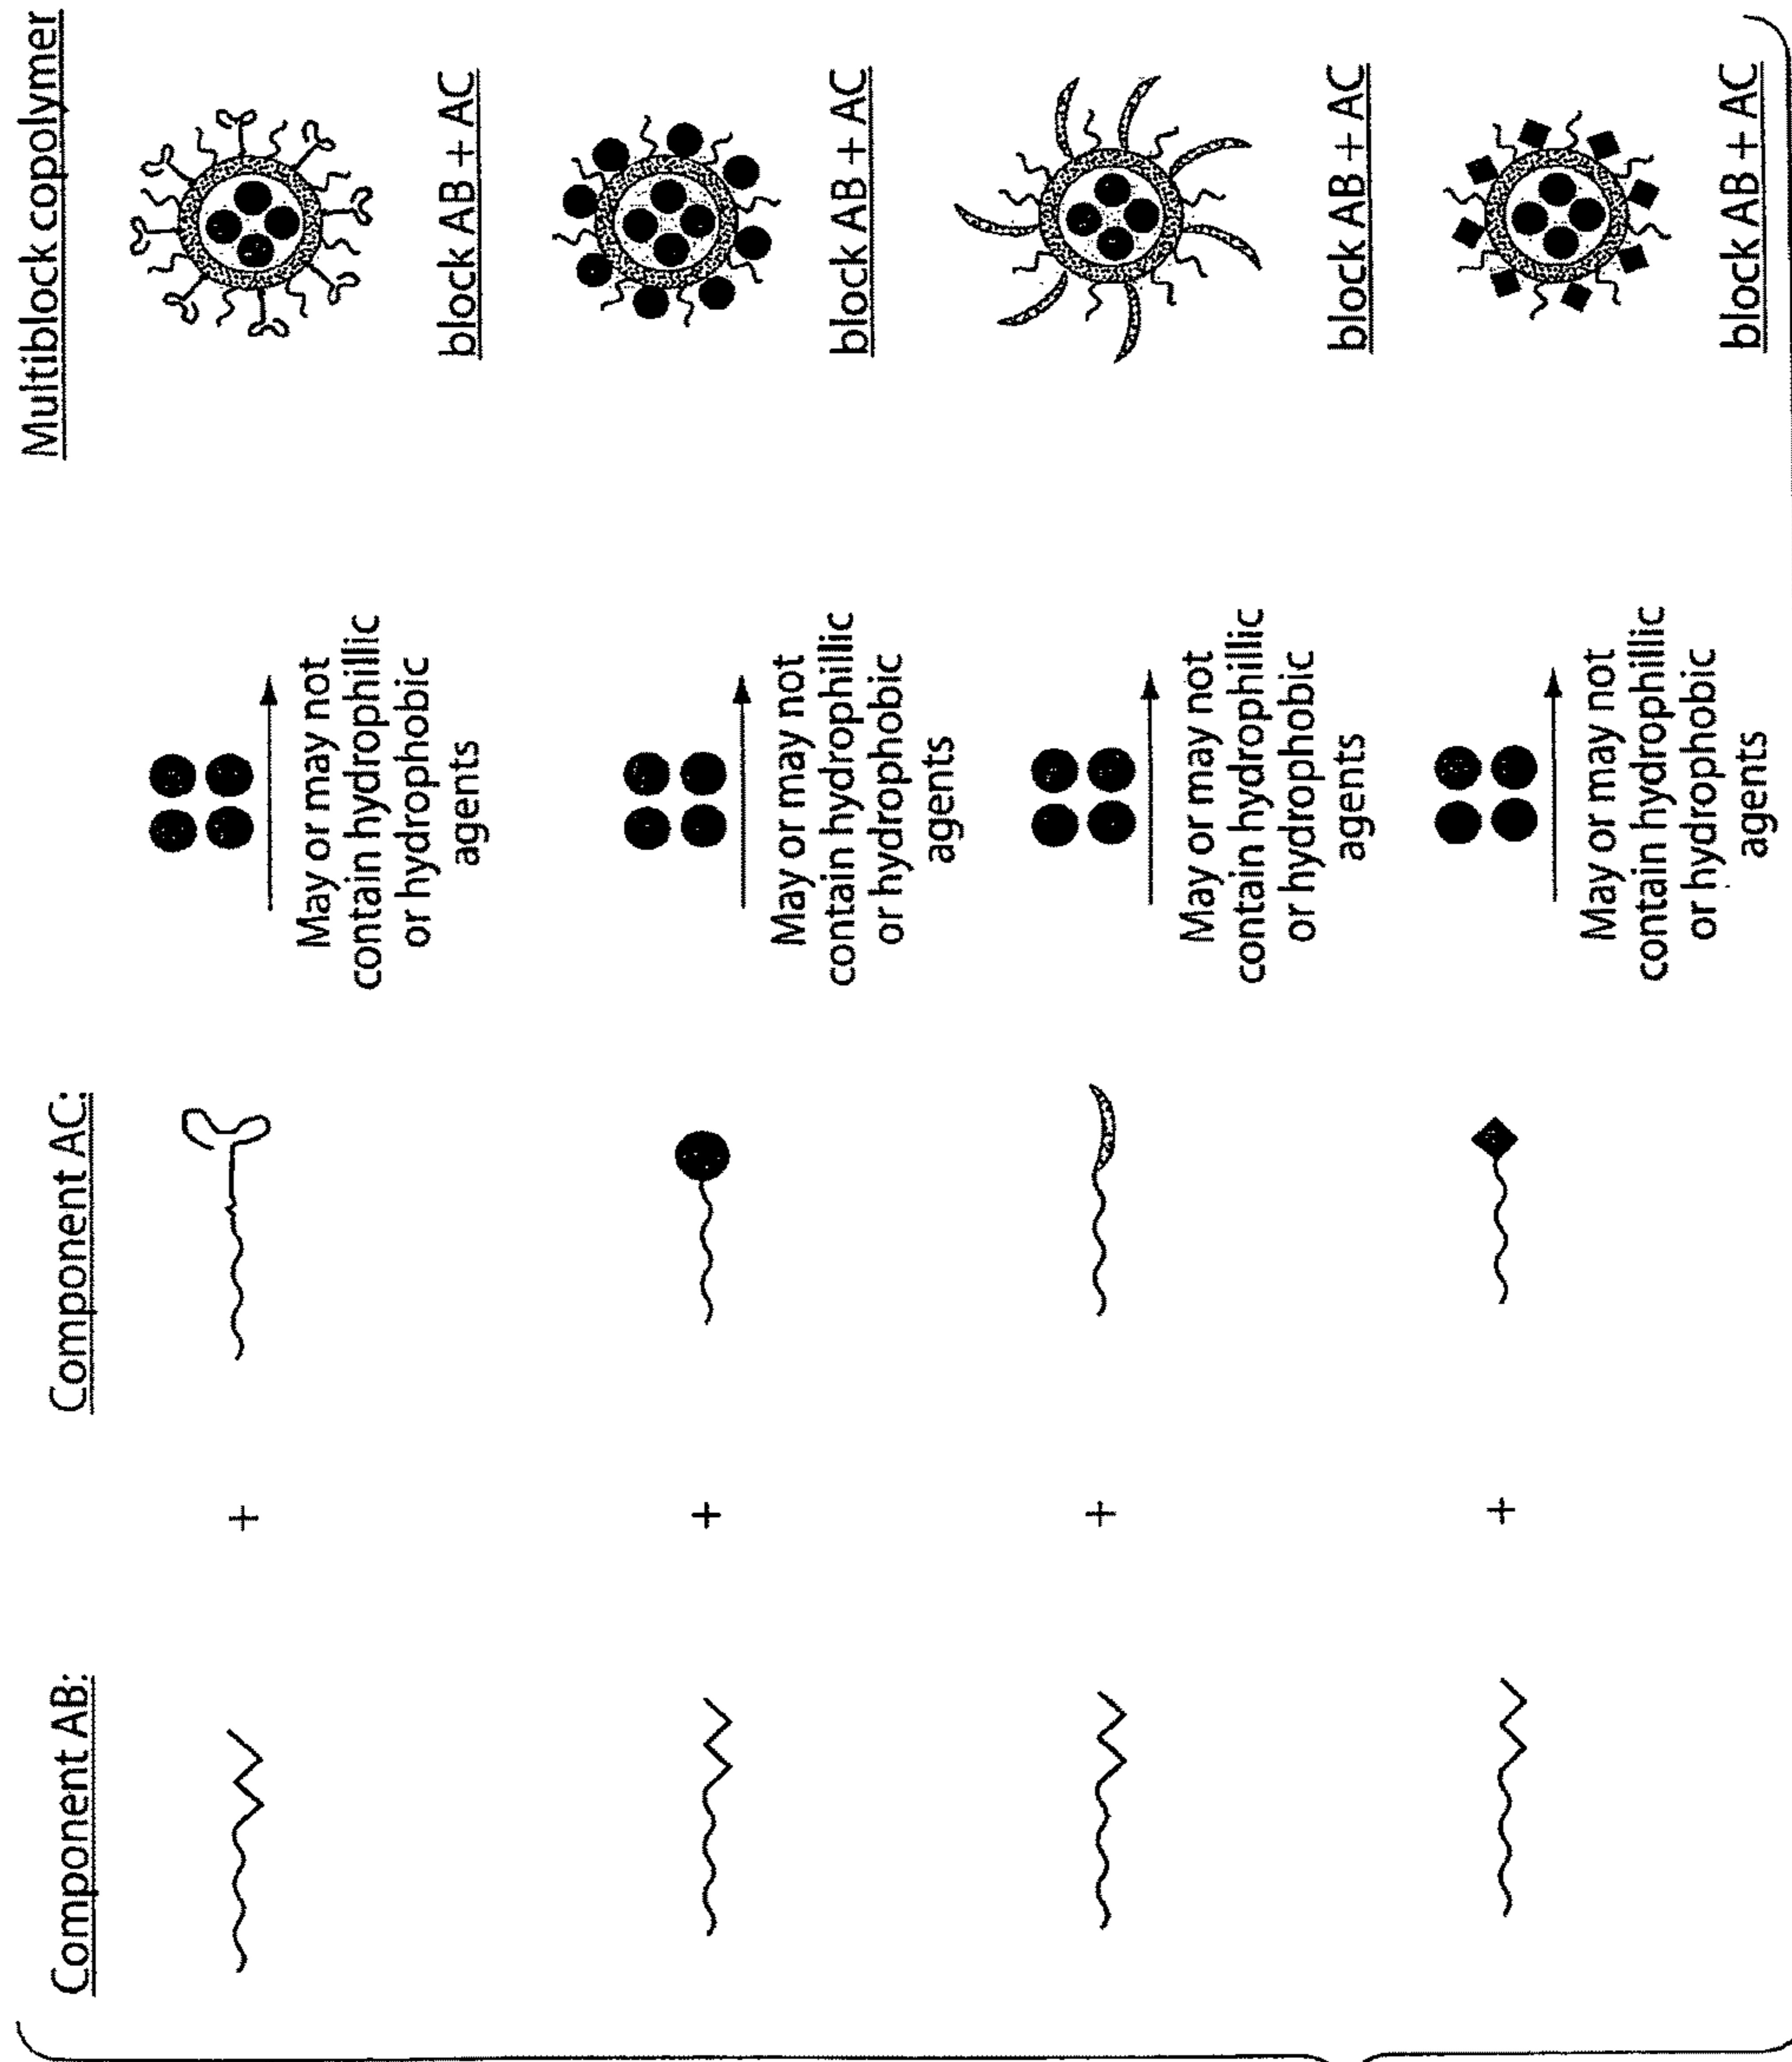 Component AB:
Component AC:
Multiblock copolymer
+
May or may not
contain hydrophillic
or hydrophobic
agents
block AB + AC
+
May or may not
contain hydrophillic
or hydrophobic
agents
block AB + AC
+
May or may not
contain hydrophillic
or hydrophobic
agents
block AB + AC
+
May or may not
contain hydrophillic
or hydrophobic
agents
block AB + AC